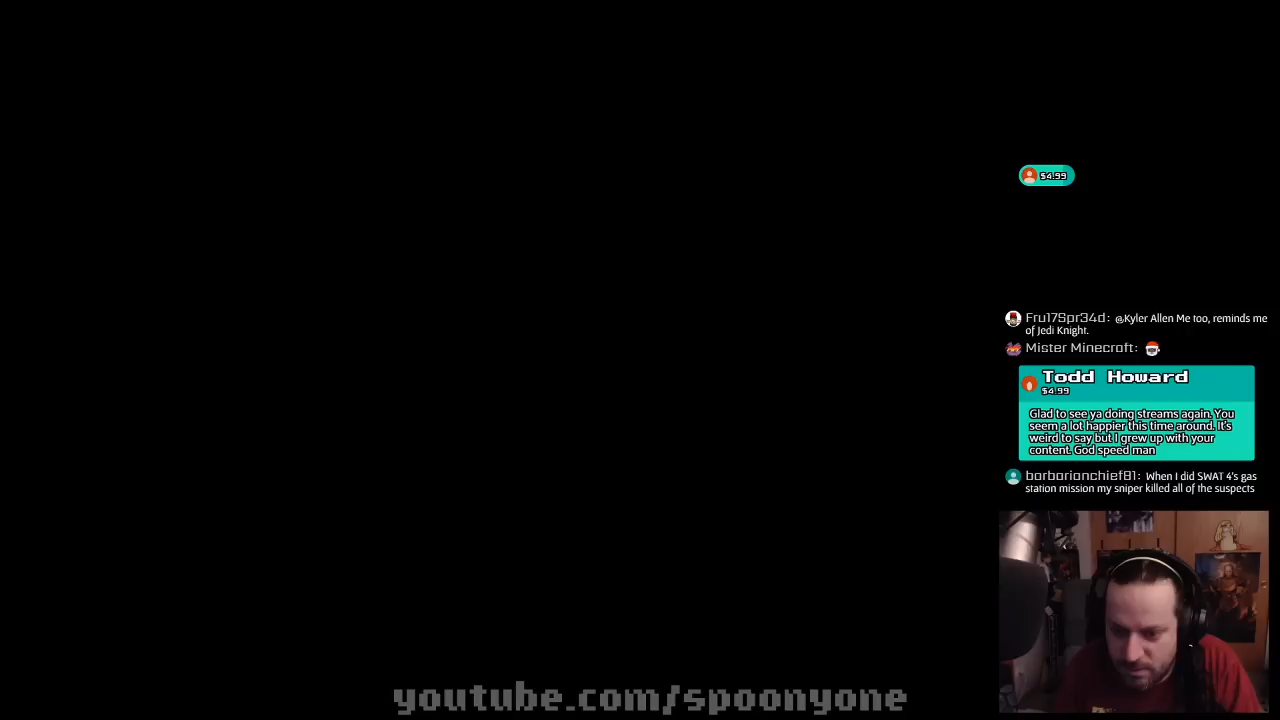 $4.99
Fru17Spr34d: @Kyler Allen Me too, reminds me
of Jedi Knight.
Mister Minecraft:
Todd Howard
$4.99
Glad to see ya doing streams again. You
seem a lot happier this time around. It's
weird to say but I grew up with your
content. God speed man
barbarianchief81: When I did SWAT 4's gas
station mission my sniper killed all of the suspects
youtube.com/spoonyone